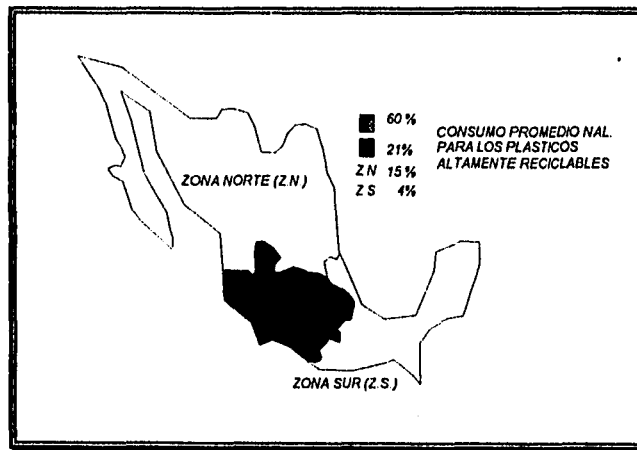 60%
21%
Z N 15%
Z S 4%
CONSUMO PROMEDIO NAL.
PARA LOS PLASTICOS
ALTAMENTE RECICLABLES
ZONA NORTE (Z.N.)
ZONA SUR (Z.S.)